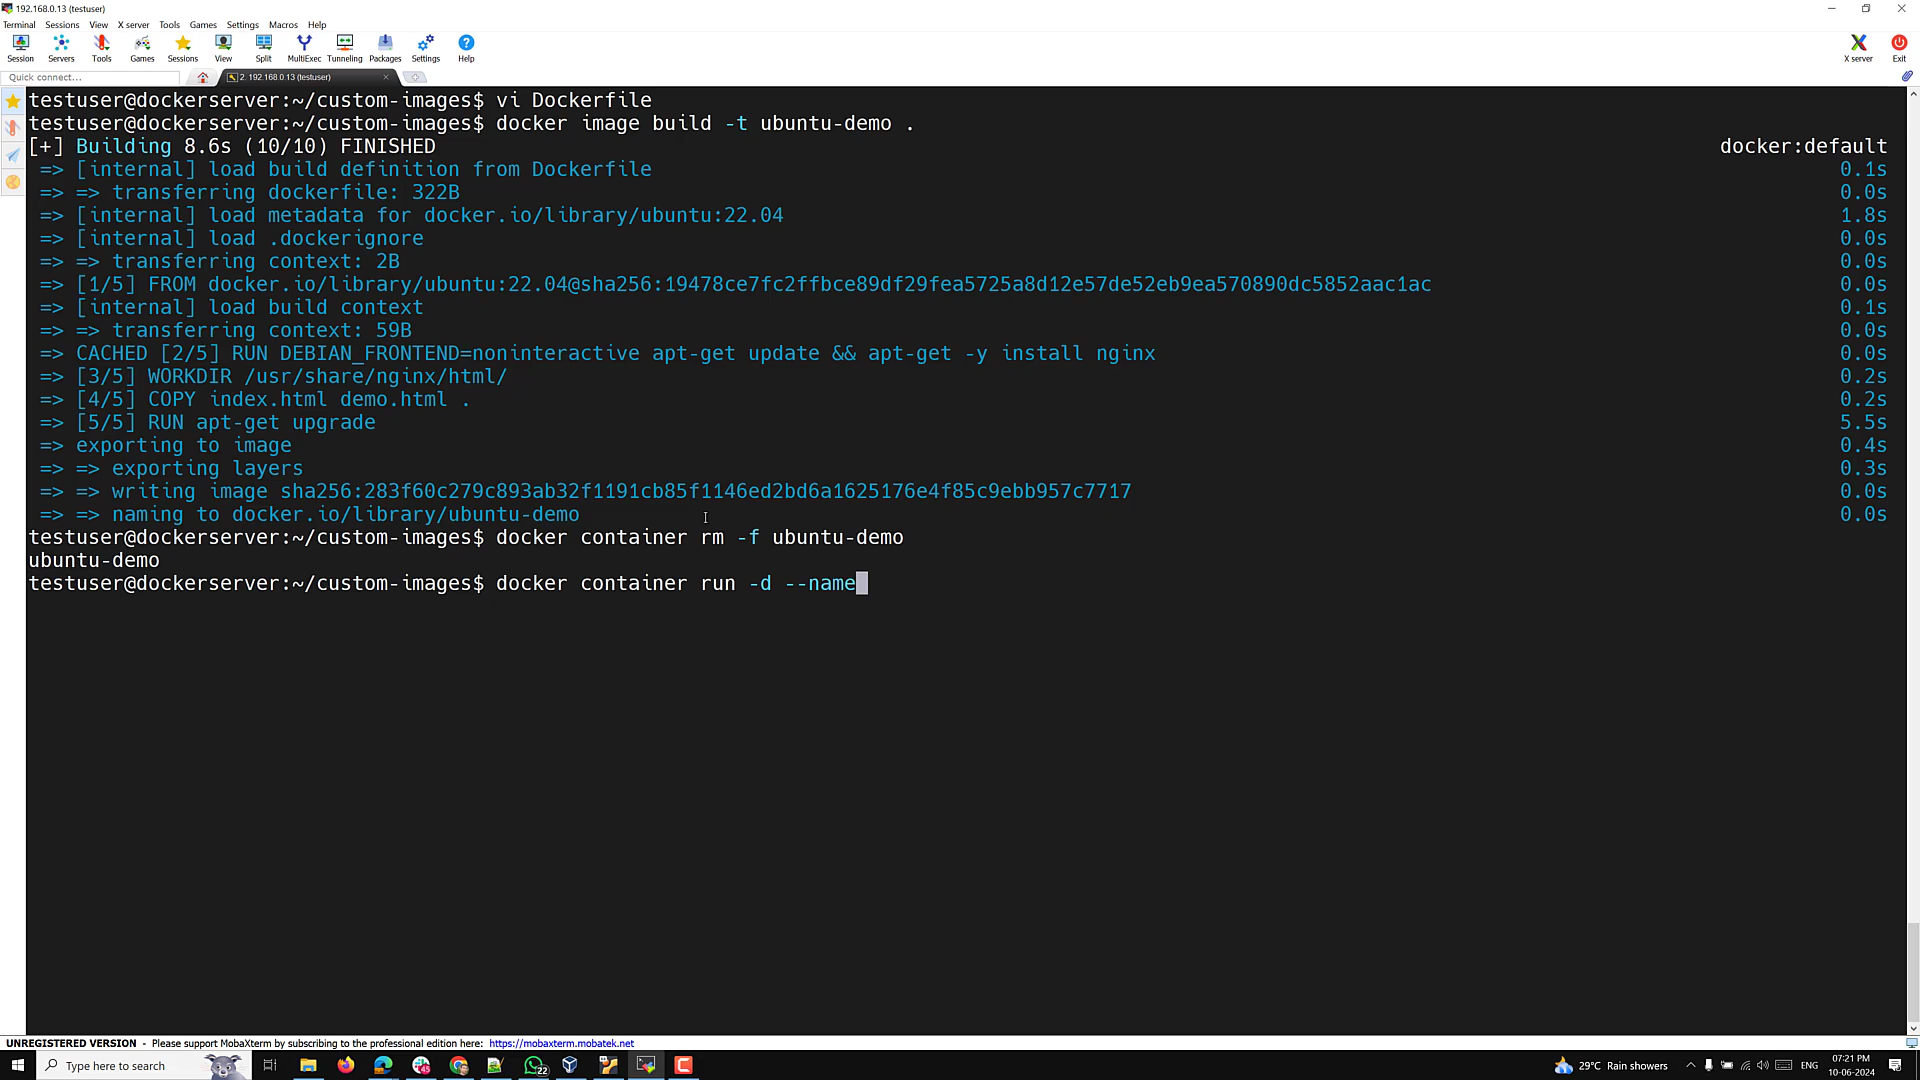 192.168.0.13 (testuser)
Terminal Sessions View X server Tools Games Settings Macros Help
Session Servers Tools Games Sessions View Split MultiExec Tunneling Packages Settings Help X server Exit
Quick connect... 2. 192.168.0.13 (testuser)
testuser@dockerserver:~/custom-images$ vi Dockerfile
testuser@dockerserver:~/custom-images$ docker image build -t ubuntu-demo .
[+] Building 8.6s (10/10) FINISHED docker:default
=> [internal] load build definition from Dockerfile 0.1s
=> => transferring dockerfile: 322B 0.0s
=> [internal] load metadata for docker.io/library/ubuntu:22.04 1.8s
=> [internal] load .dockerignore 0.0s
=> => transferring context: 2B 0.0s
=> [1/5] FROM docker.io/library/ubuntu:22.04@sha256:19478ce7fc2ffbce89df29fea5725a8d12e57de52eb9ea570890dc5852aac1ac 0.0s
=> [internal] load build context 0.1s
=> => transferring context: 59B 0.0s
=> CACHED [2/5] RUN DEBIAN_FRONTEND=noninteractive apt-get update && apt-get -y install nginx 0.0s
=> [3/5] WORKDIR /usr/share/nginx/html/ 0.2s
=> [4/5] COPY index.html demo.html . 0.2s
=> [5/5] RUN apt-get upgrade 5.5s
=> exporting to image 0.4s
=> => exporting layers 0.3s
=> => writing image sha256:283f60c279c893ab32f1191cb85f1146ed2bd6a1625176e4f85c9ebb957c7717 0.0s
=> => naming to docker.io/library/ubuntu-demo 0.0s
testuser@dockerserver:~/custom-images$ docker container rm -f ubuntu-demo
ubuntu-demo
testuser@dockerserver:~/custom-images$ docker container run -d --name
UNREGISTERED VERSION - Please support MobaXterm by subscribing to the professional edition here: https://mobaxterm.mobatek.net
Type here to search 45 22 29°C Rain showers ENG 07:21 PM
10-06-2024